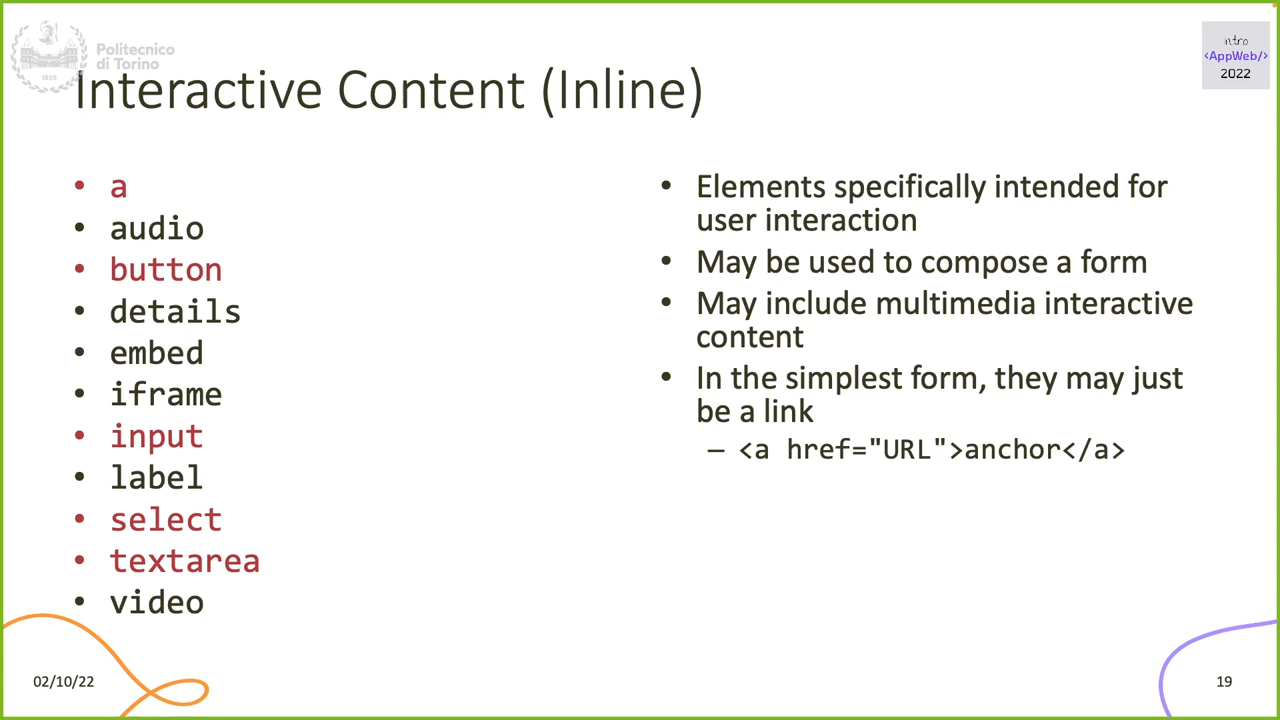 Politecnico
di Torino
1859
intro
<AppWeb/>
2022
Interactive Content (Inline)
• a
• audio
• button
• details
• embed
• iframe
• input
• label
• select
• textarea
• video
• Elements specifically intended for
user interaction
• May be used to compose a form
• May include multimedia interactive
content
• In the simplest form, they may just
be a link
– <a href="URL">anchor</a>
02/10/22
19